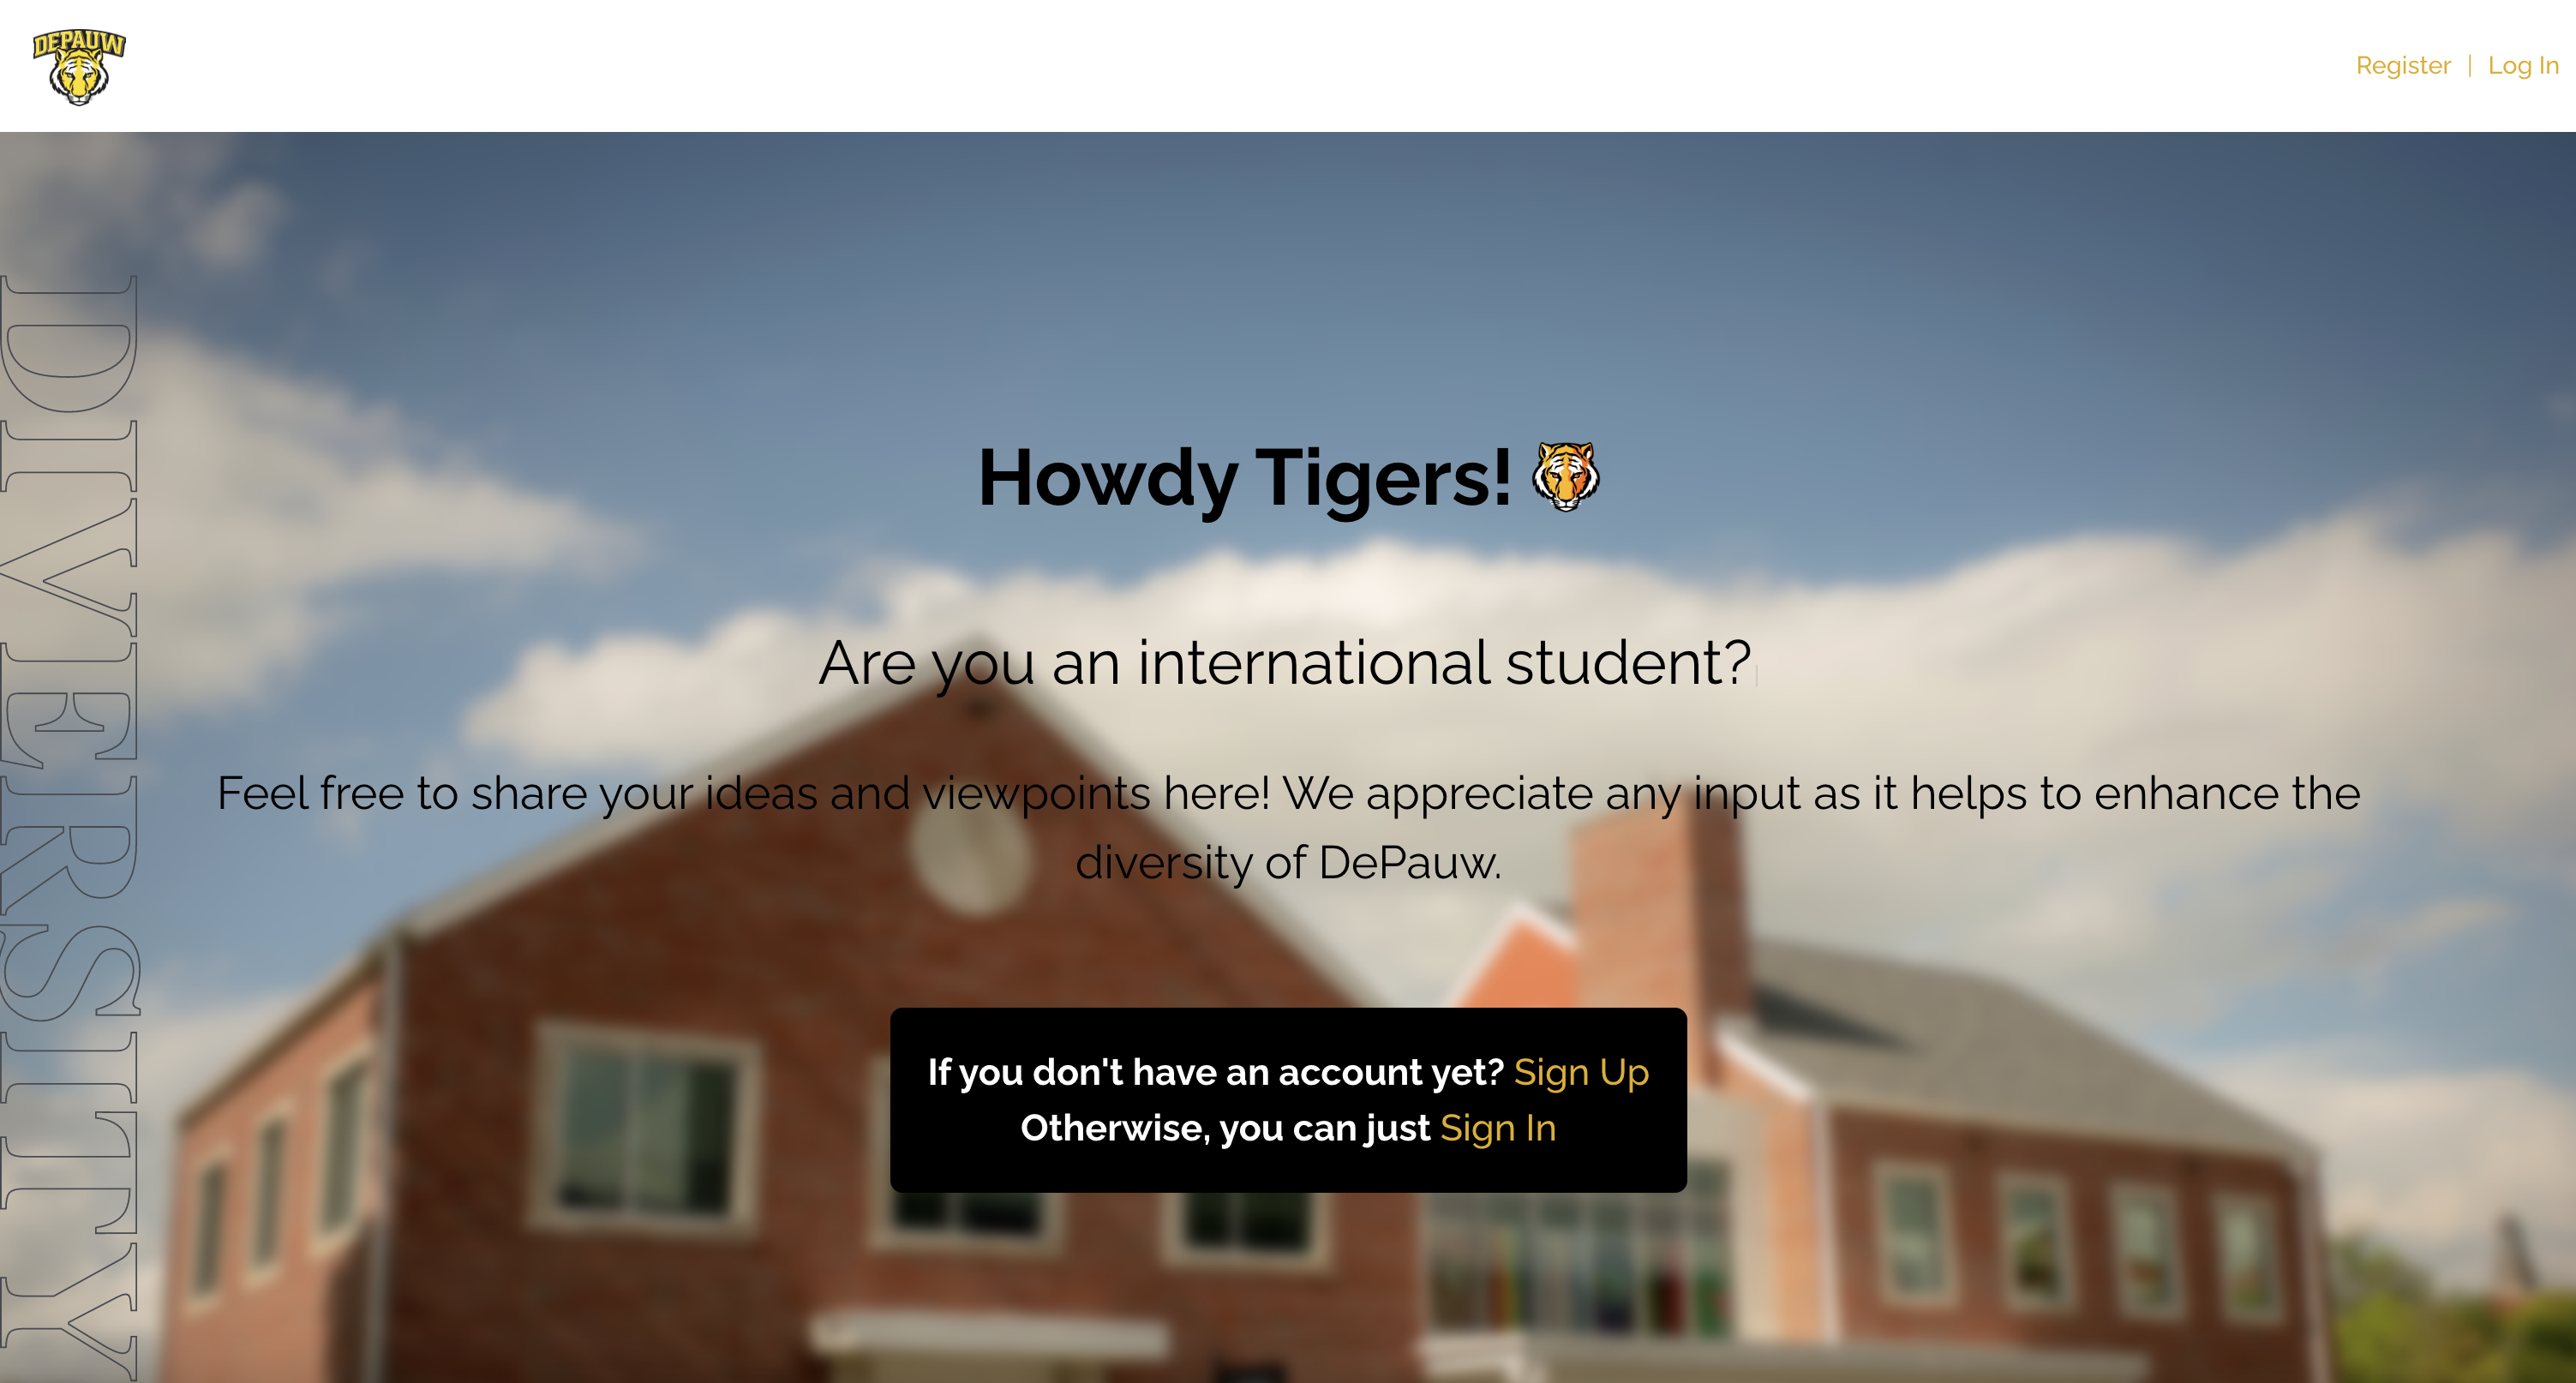 DEPAUW
Register | Log In
DIVERSITY
Howdy Tigers!
Are you an international student?
Feel free to share your ideas and viewpoints here! We appreciate any input as it helps to enhance the
diversity of DePauw.
If you don't have an account yet? Sign Up
Otherwise, you can just Sign In